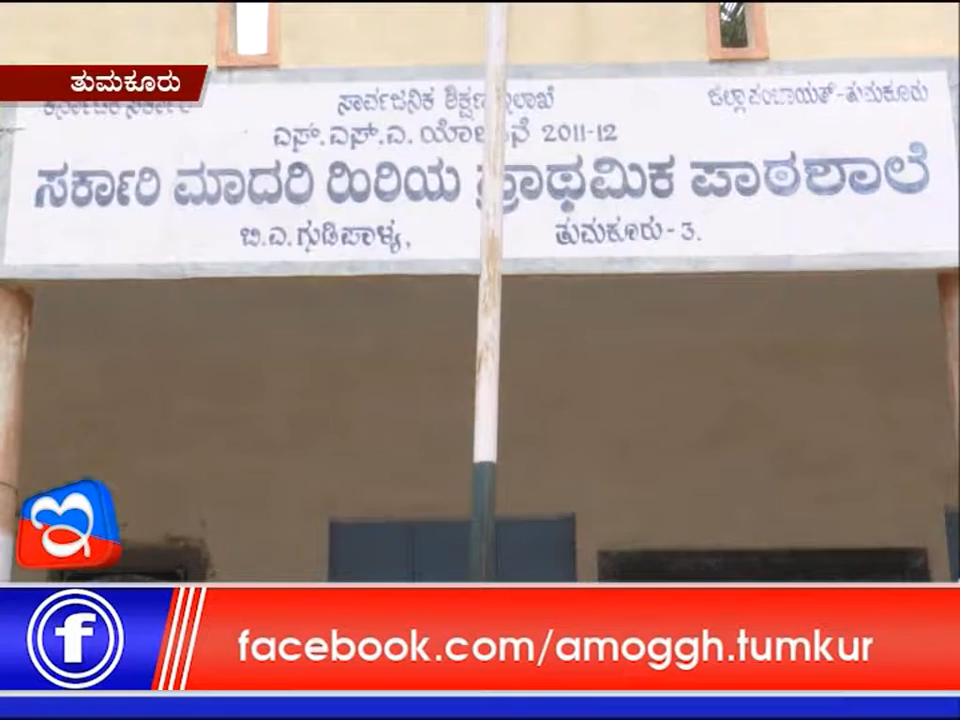 ತುಮಕೂರು
ಸಾರ್ವಜನಿಕ ಶಿಕ್ಷಣ ಇಲಾಖೆ
ಜಿಲ್ಲಾ ಪಂಚಾಯತ್-ತುಮಕೂರು
ಎಸ್.ಎಸ್.ಎ. ಯೋಜನೆ 2011-12
ಸರ್ಕಾರಿ ಮಾದರಿ ಹಿರಿಯ ಪ್ರಾಥಮಿಕ ಪಾಠಶಾಲೆ
ಬಿ.ಎ.ಗುಡಿಪಾಳ್ಯ,
ತುಮಕೂರು-3.
ಇ
facebook.com/amoggh.tumkur